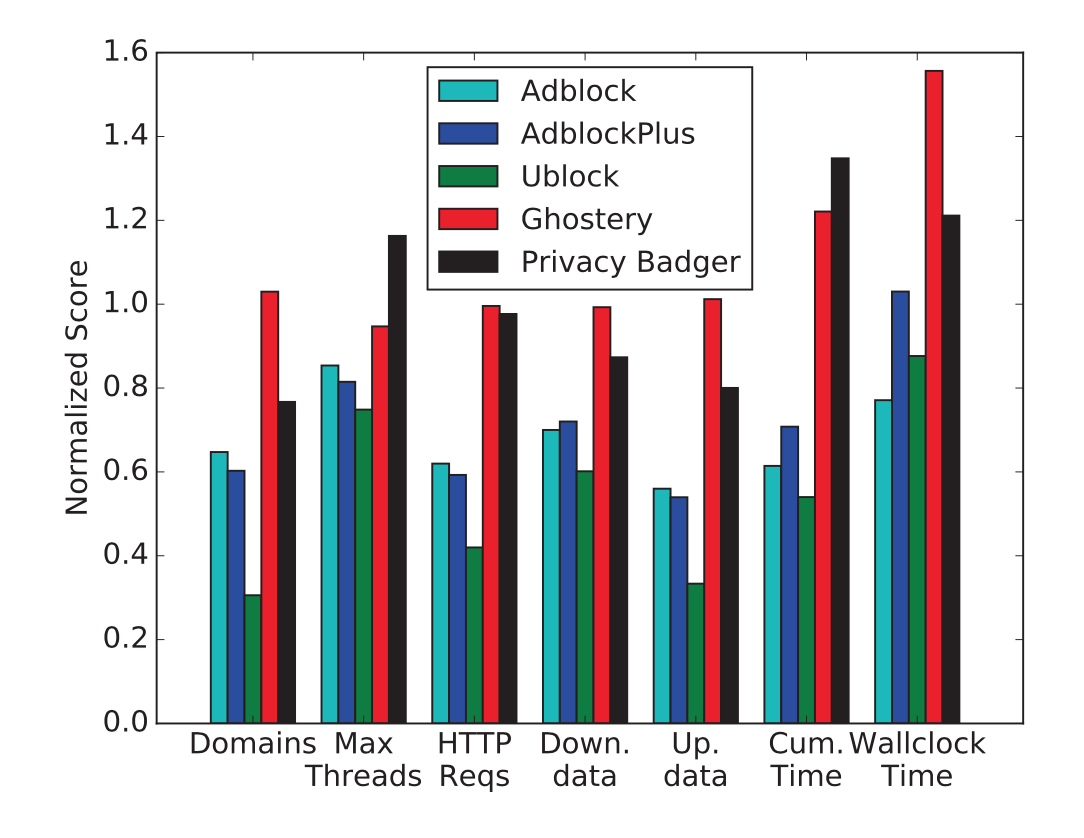 1.6
1.4
1.2
1.0
0.8
0.6
0.4
0.2
0.0
Normalized Score
Adblock
AdblockPlus
Ublock
Ghostery
Privacy Badger
Domains
Max
Threads
HTTP
Reqs
Down.
data
Up.
data
Cum.
Time
Wallclock
Time